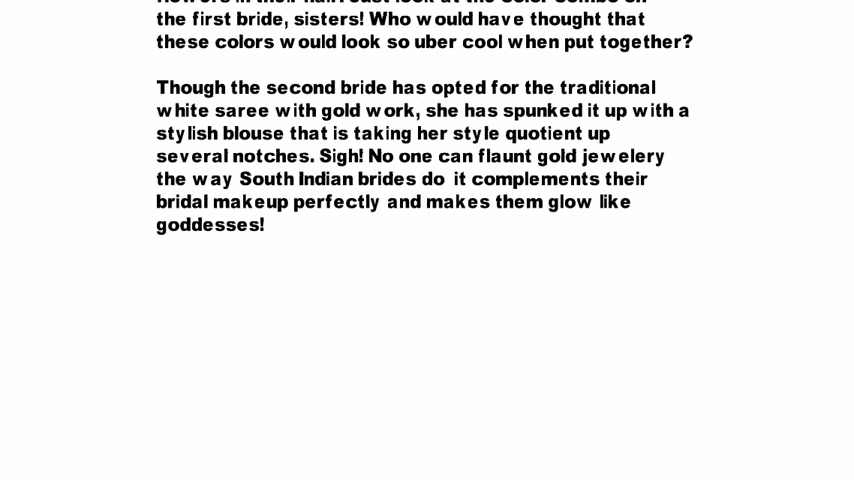 the first bride, sisters! Who would have thought that
these colors would look so uber cool when put together?
Though the second bride has opted for the traditional
white saree with gold work, she has spunked it up with a
stylish blouse that is taking her style quotient up
several notches. Sigh! No one can flaunt gold jewelery
the way South Indian brides do it complements their
bridal makeup perfectly and makes them glow like
goddesses!